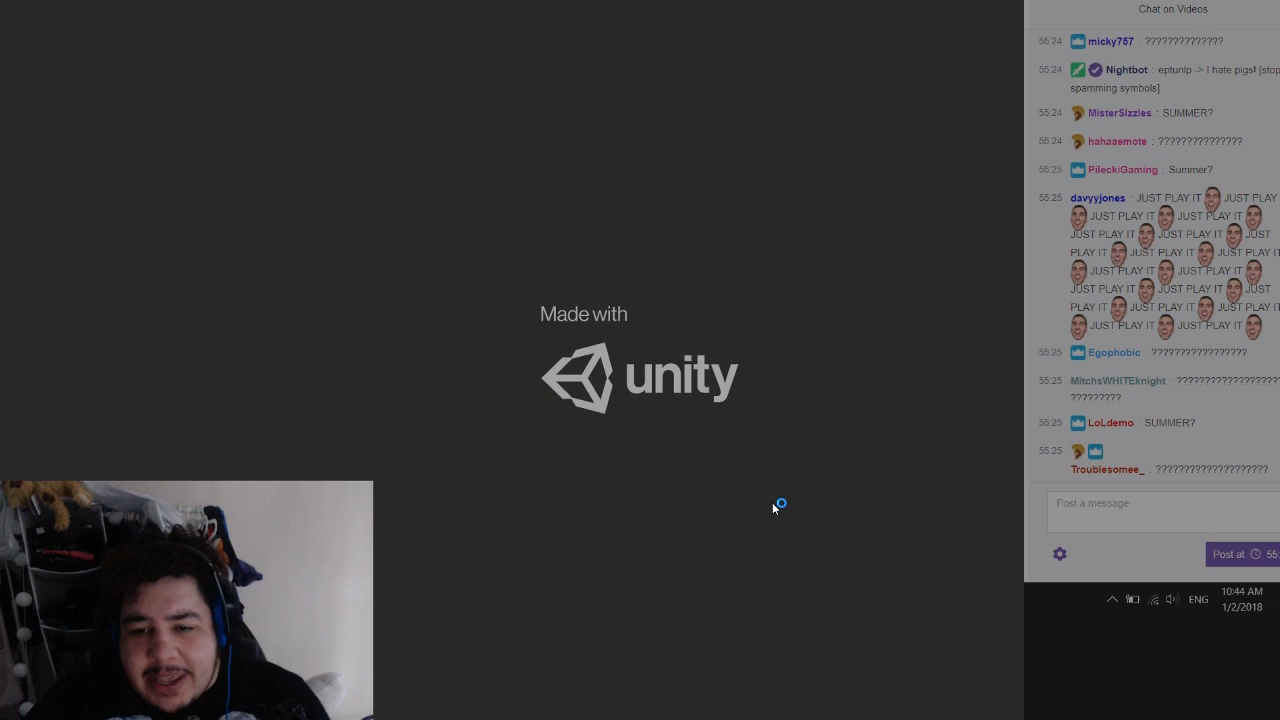 Chat on Videos
55:24 micky757 : ??????????????
55:24 Nightbot : eptunlp -> I hate pigs! [stop
spamming symbols]
55:24 MisterSizzles : SUMMER?
55:24 hahaaemote : ???????????????
55:25 PileckiGaming : Summer?
55:25 davyyjones : JUST PLAY IT JUST PLAY
IT JUST PLAY IT JUST PLAY IT
JUST PLAY IT JUST PLAY IT JUST
PLAY IT JUST PLAY IT JUST PLAY IT
JUST PLAY IT JUST PLAY IT
JUST PLAY IT JUST PLAY IT JUST
PLAY IT JUST PLAY IT JUST PLAY IT
JUST PLAY IT JUST PLAY IT
55:25 Egophobic : ?????????????????
55:25 MitchsWHITEknight : ??????????????????
?????????
55:25 LoLdemo : SUMMER?
55:25
Troublesomee_ : ????????????????????
Post a message
Post at 55:
Made with
unity
ENG
10:44 AM
1/2/2018